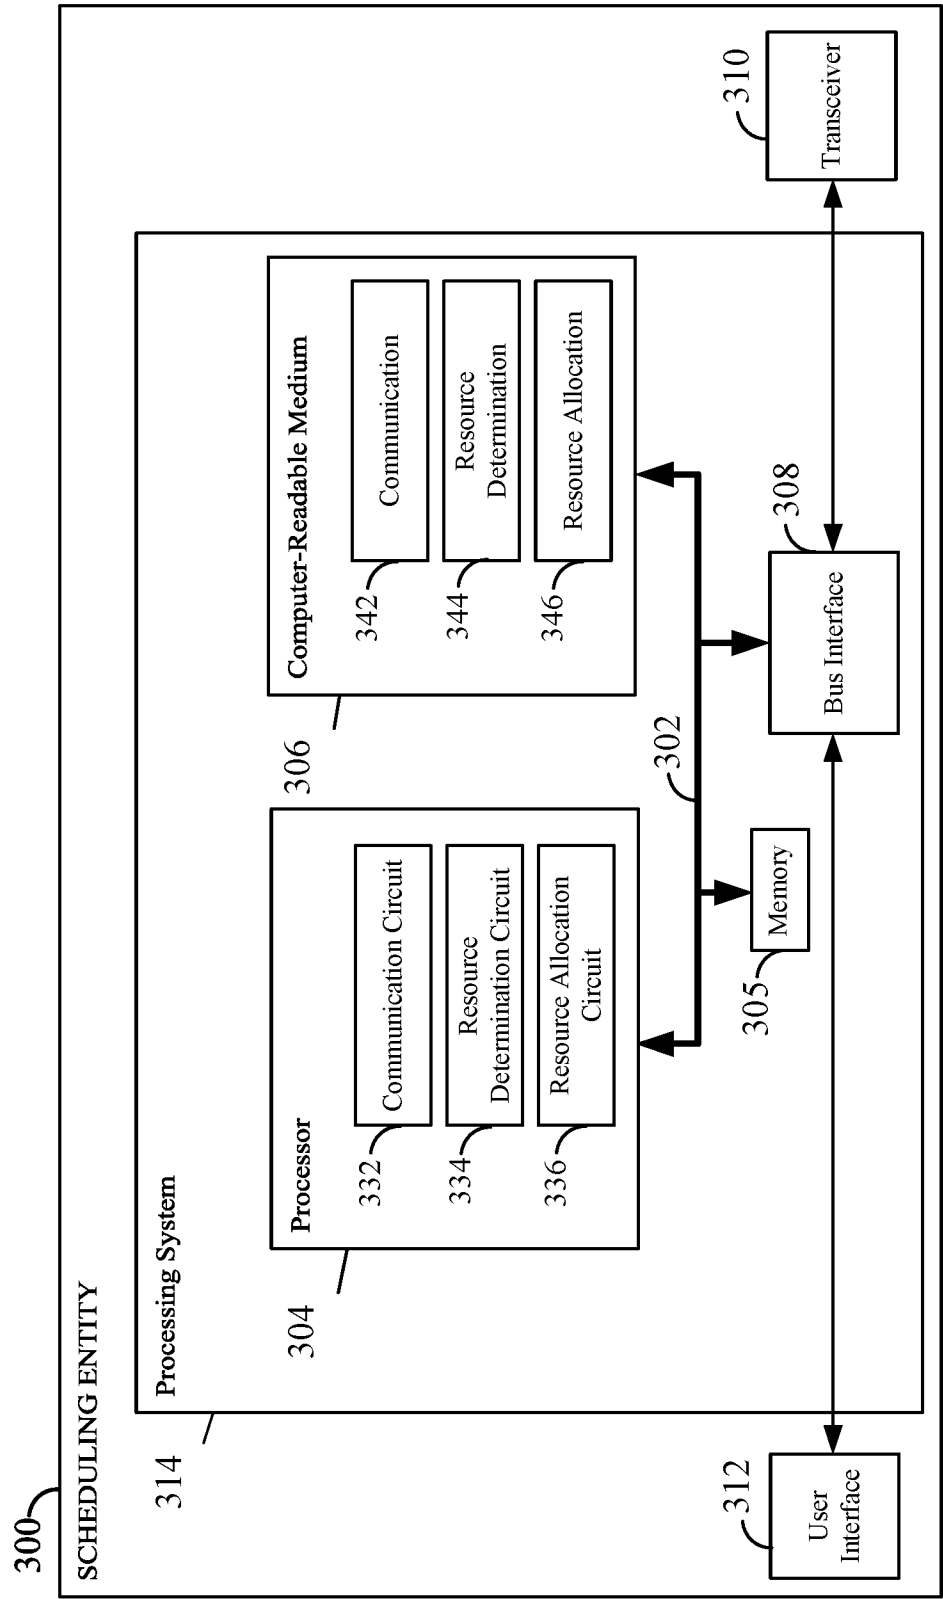 300
SCHEDULING ENTITY
314
Processing System
304
Processor
332
Communication Circuit
334
Resource
Determination Circuit
336
Resource Allocation
Circuit
306
Computer-Readable Medium
342
Communication
344
Resource
Determination
346
Resource Allocation
302
305
Memory
308
Bus Interface
312
User
Interface
310
Transceiver